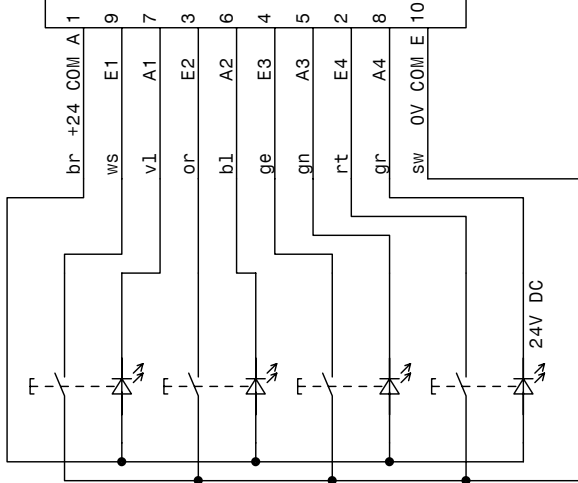 1 br +24 COM A
9 ws E1
7 vl A1
3 or E2
6 bl A2
4 ge E3
5 gn A3
2 rt E4
8 gr A4
10 sw 0V COM E
24V DC